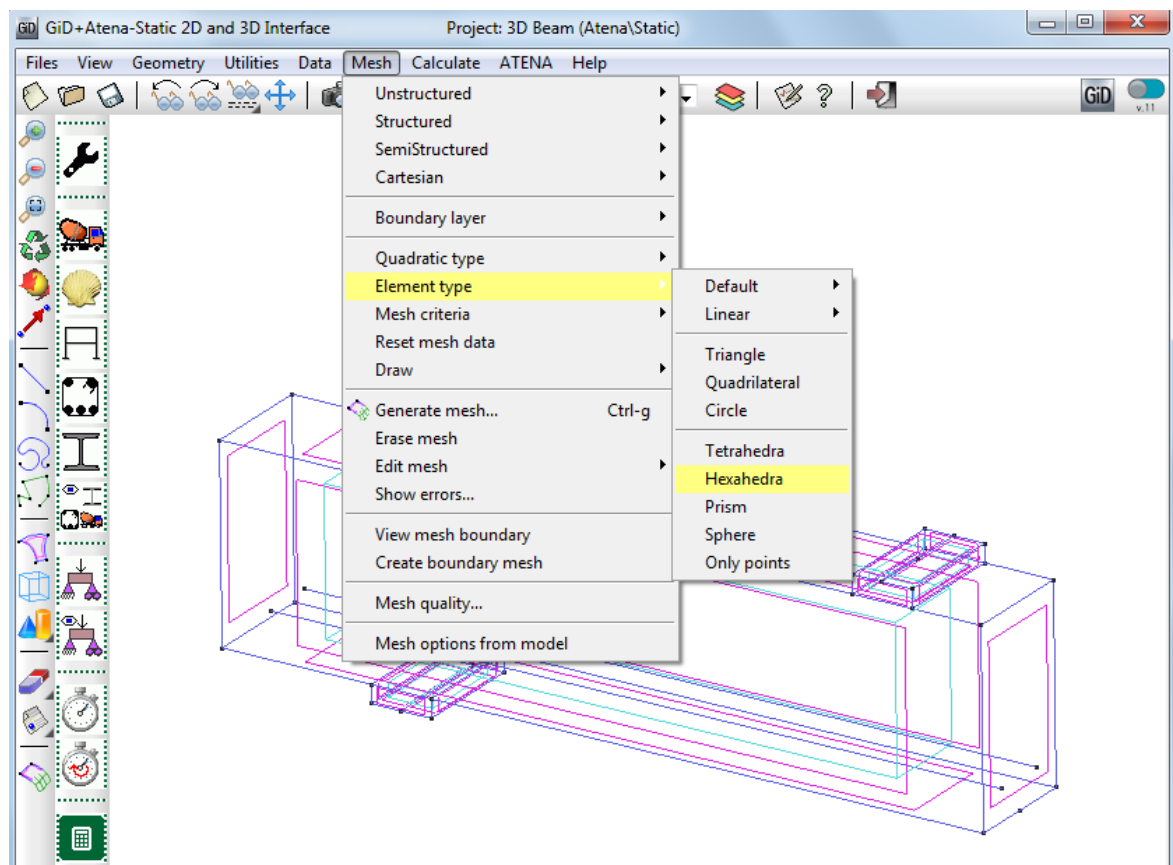 GiD GiD+Atena-Static 2D and 3D Interface Project: 3D Beam (Atena\Static)
Files View Geometry Utilities Data Mesh Calculate ATENA Help
GiD
v.11
Unstructured
Structured
SemiStructured
Cartesian
Boundary layer
Quadratic type
Element type
Mesh criteria
Reset mesh data
Draw
Generate mesh... Ctrl-g
Erase mesh
Edit mesh
Show errors...
View mesh boundary
Create boundary mesh
Mesh quality...
Mesh options from model
Default
Linear
Triangle
Quadrilateral
Circle
Tetrahedra
Hexahedra
Prism
Sphere
Only points